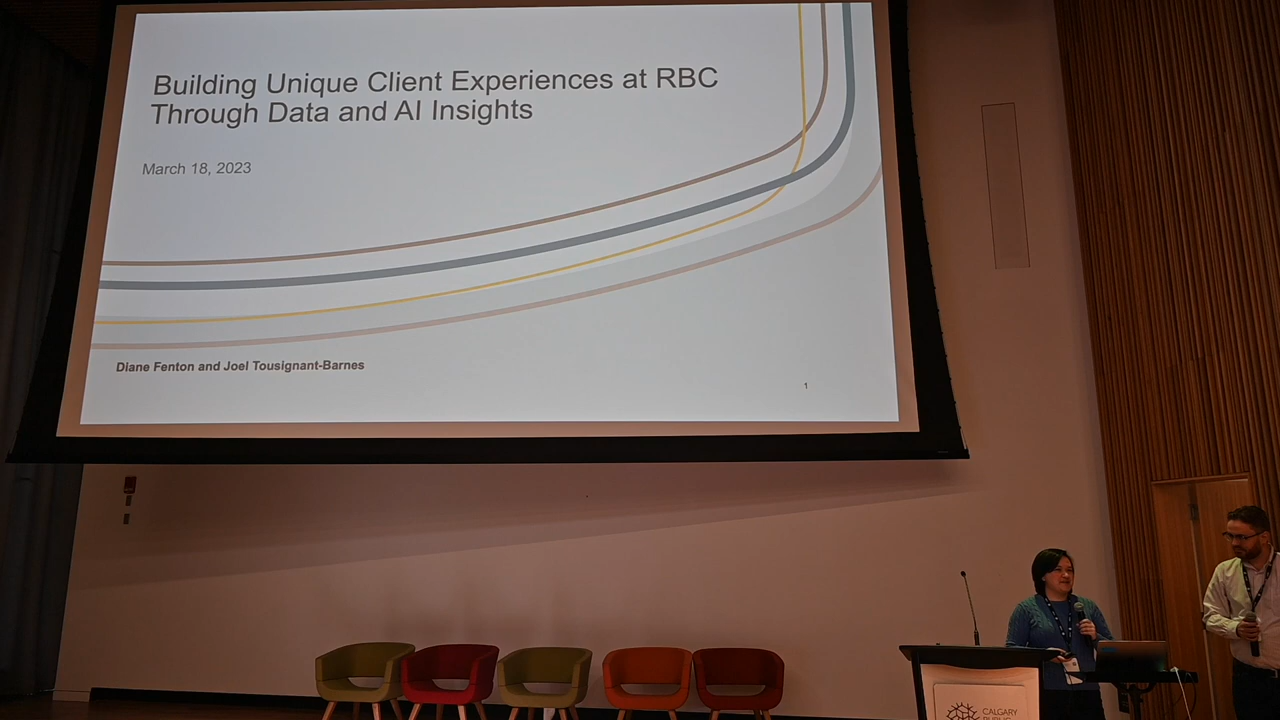 Building Unique Client Experiences at RBC
Through Data and AI Insights
March 18, 2023
Diane Fenton and Joel Tousignant-Barnes
1
CALGARY
PUBLIC